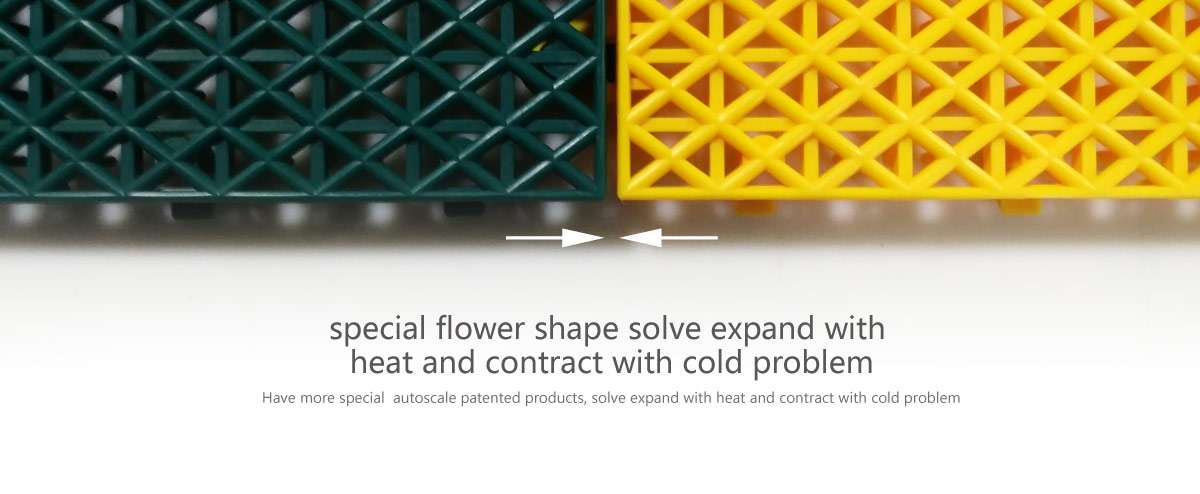 special flower shape solve expand with
heat and contract with cold problem
Have more special autoscale patented products, solve expand with heat and contract with cold problem